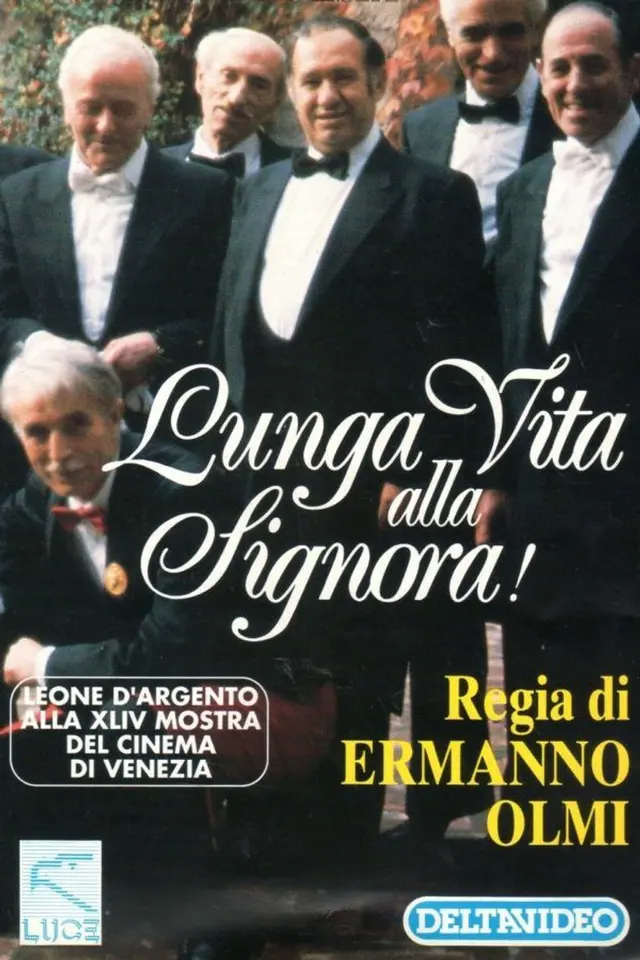 Lunga Vita
alla
Signora!
LEONE D'ARGENTO
ALLA XLIV MOSTRA
DEL CINEMA
DI VENEZIA
Regia di
ERMANNO
OLMI
LUCE
DELTAVIDEO